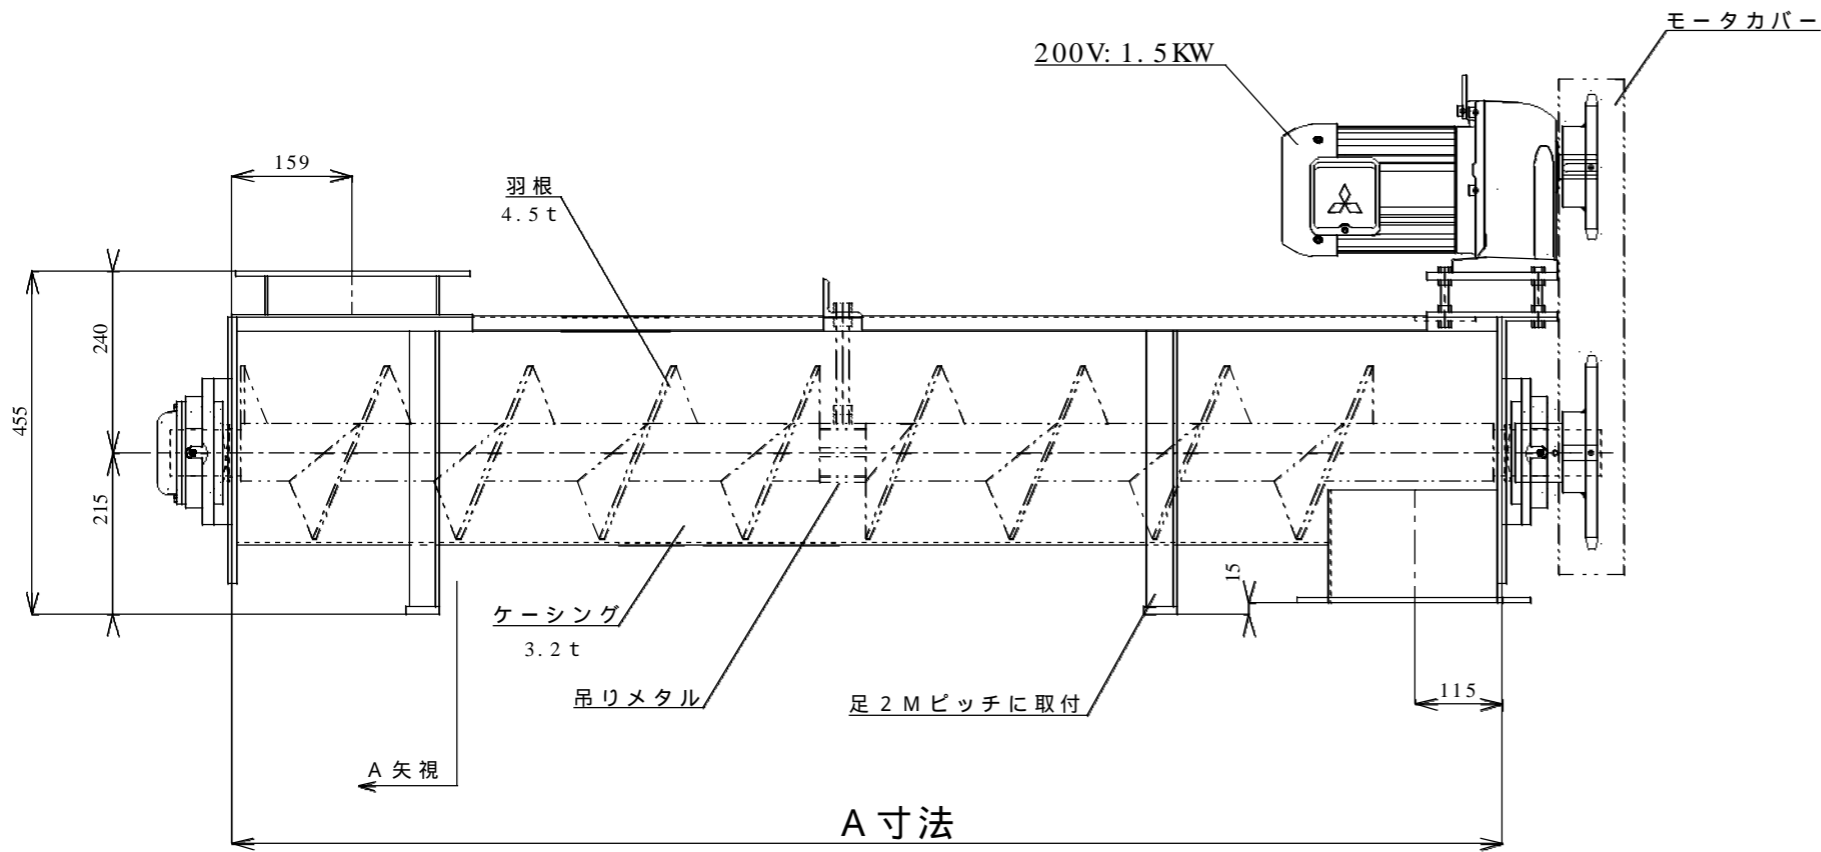 モータカバー
200V: 1.5KW
159
羽根
4.5t
240
455
215
15
ケーシング
3.2t
吊りメタル
足2Mピッチに取付
115
A矢視
A寸法